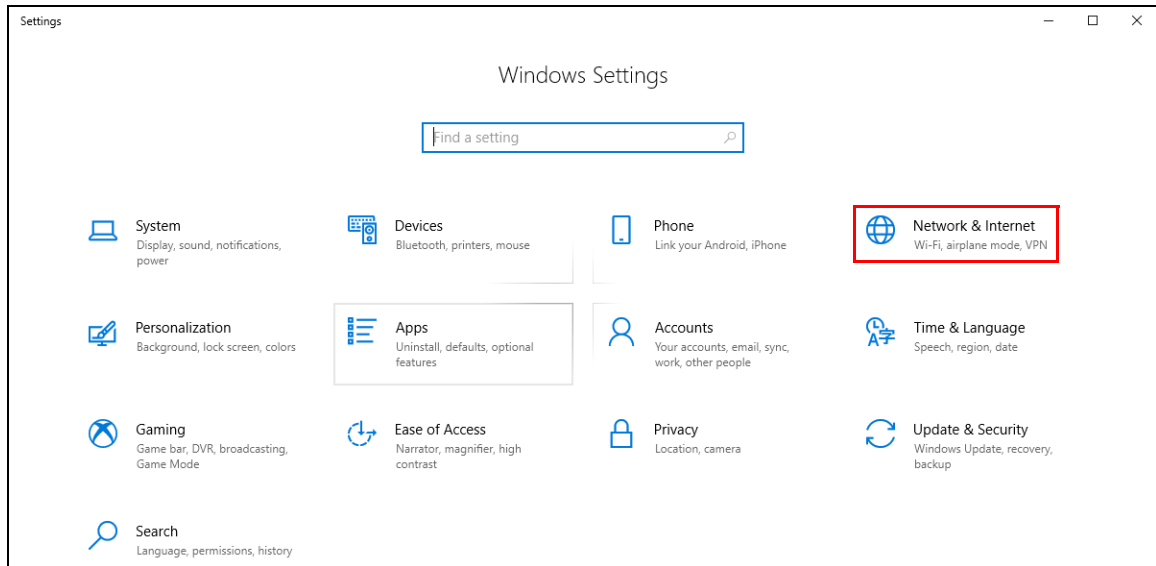 Settings
Windows Settings
Find a setting
System
Display, sound, notifications,
power
Devices
Bluetooth, printers, mouse
Phone
Link your Android, iPhone
Network & Internet
Wi-Fi, airplane mode, VPN
Personalization
Background, lock screen, colors
Apps
Uninstall, defaults, optional
features
Accounts
Your accounts, email, sync,
work, other people
Time & Language
Speech, region, date
Gaming
Game bar, DVR, broadcasting,
Game Mode
Ease of Access
Narrator, magnifier, high
contrast
Privacy
Location, camera
Update & Security
Windows Update, recovery,
backup
Search
Language, permissions, history